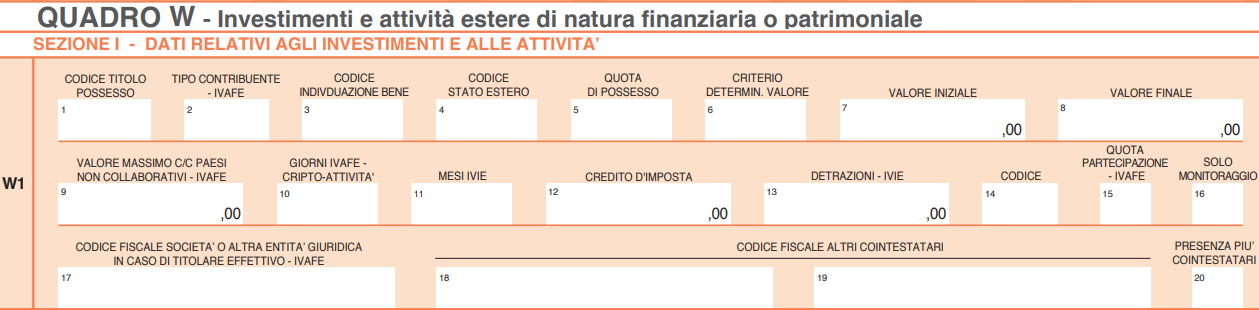 QUADRO W - Investimenti e attività estere di natura finanziaria o patrimoniale
SEZIONE I - DATI RELATIVI AGLI INVESTIMENTI E ALLE ATTIVITA'
W1
CODICE TITOLO
POSSESSO
1
TIPO CONTRIBUENTE
- IVAFE
2
CODICE
INDIVDUAZIONE BENE
3
CODICE
STATO ESTERO
4
QUOTA
DI POSSESSO
5
CRITERIO
DETERMIN. VALORE
6
VALORE INIZIALE
7
,00
VALORE FINALE
8
,00
VALORE MASSIMO C/C PAESI
NON COLLABORATIVI - IVAFE
9
,00
GIORNI IVAFE -
CRIPTO-ATTIVITA'
10
MESI IVIE
11
CREDITO D'IMPOSTA
12
,00
DETRAZIONI - IVIE
13
,00
CODICE
14
QUOTA
PARTECIPAZIONE
- IVAFE
15
SOLO
MONITORAGGIO
16
CODICE FISCALE SOCIETA' O ALTRA ENTITA' GIURIDICA
IN CASO DI TITOLARE EFFETTIVO - IVAFE
17
CODICE FISCALE ALTRI COINTESTATARI
18
19
PRESENZA PIU'
COINTESTATARI
20